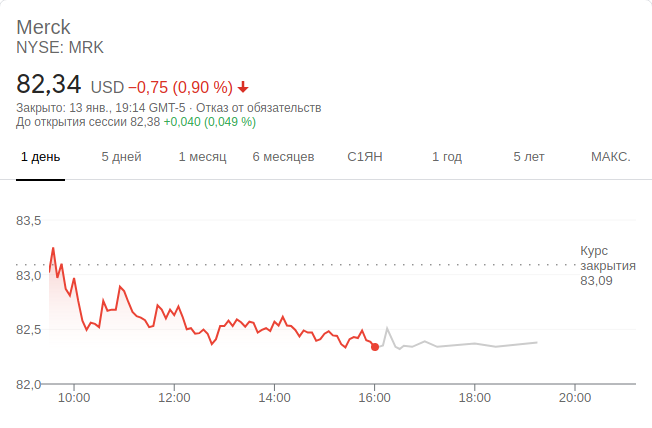 Merck
NYSE: MRK
82,34 USD −0,75 (0,90 %)
Закрыто: 13 янв., 19:14 GMT-5 · Отказ от обязательств
До открытия сессии 82,38 +0,040 (0,049 %)
1 день 5 дней 1 месяц 6 месяцев С1ЯН 1 год 5 лет МАКС.
83,5
Курс
закрытия
83,09
83,0
82,5
82,0
10:00 12:00 14:00 16:00 18:00 20:00